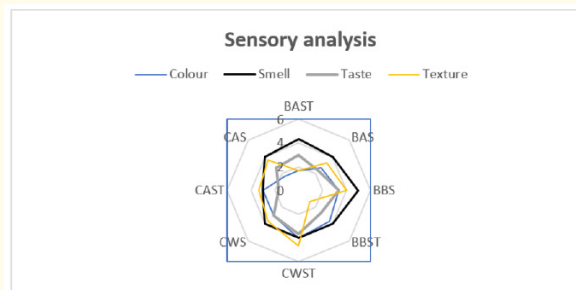 Sensory analysis
Colour Smell Taste Texture
BAST
6
CAS BAS
4
2
CAST 0 BBS
CWS BBST
CWST